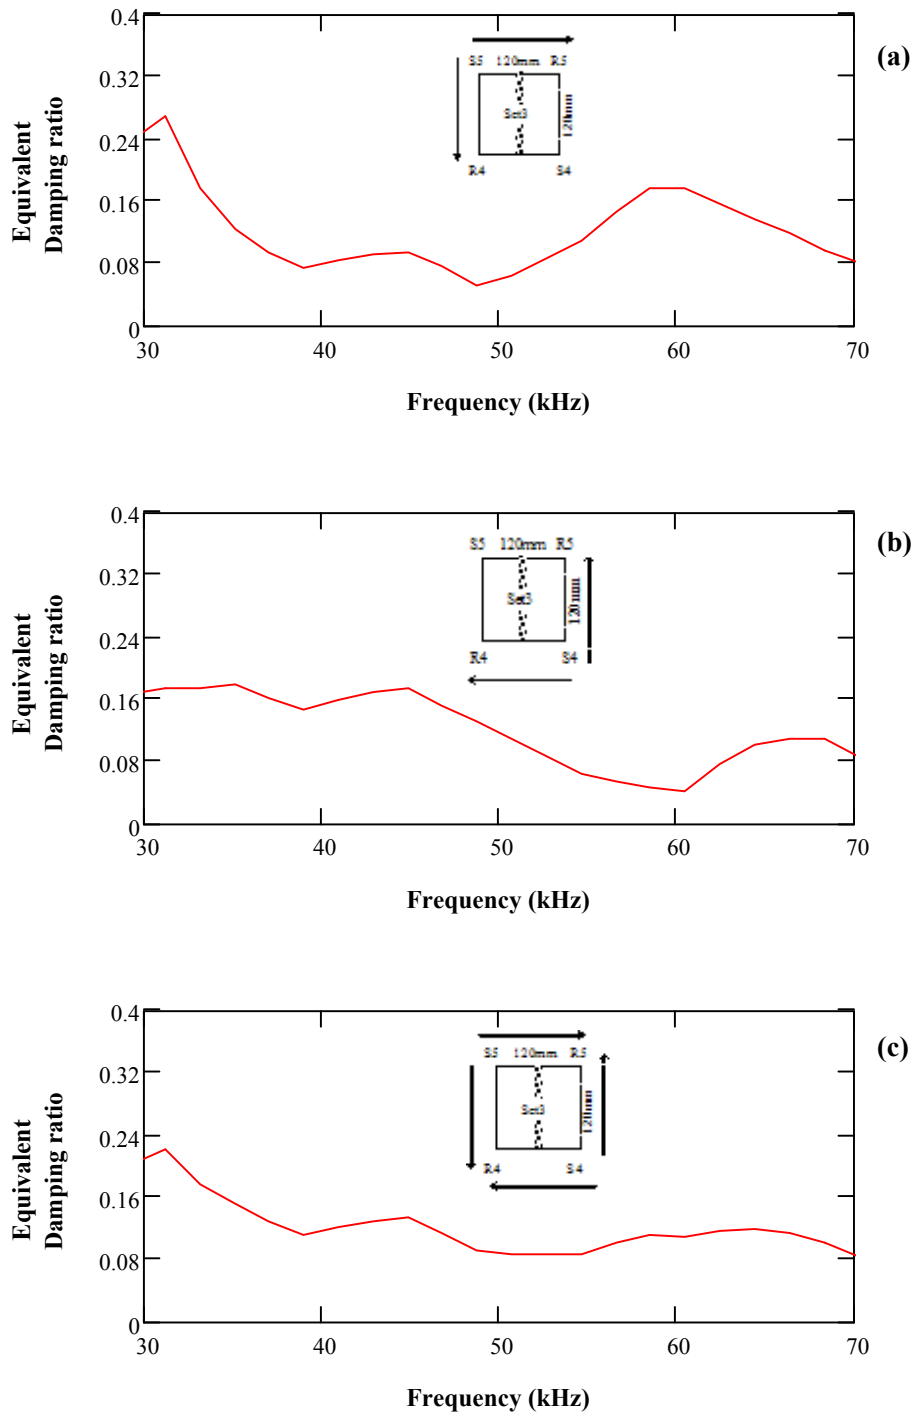 0.4
(a)
S5 120mm R5
0.32
Set3
120mm
0.24
R4 S4
Equivalent
Damping ratio
0.16
0.08
0
30 40 50 60 70
Frequency (kHz)
0.4
(b)
S5 120mm R5
0.32
Set3
120mm
0.24
R4 S4
Equivalent
Damping ratio
0.16
0.08
0
30 40 50 60 70
Frequency (kHz)
0.4
(c)
S5 120mm R5
0.32
Set3
120mm
0.24
R4 S4
Equivalent
Damping ratio
0.16
0.08
0
30 40 50 60 70
Frequency (kHz)